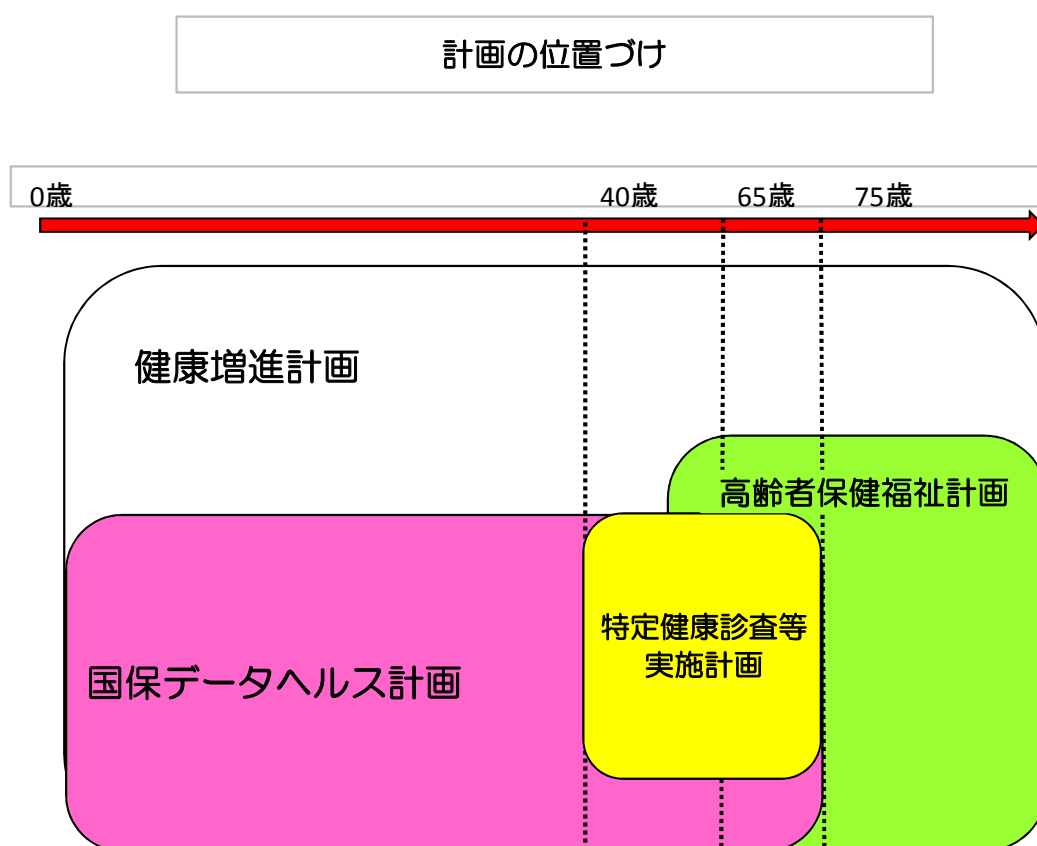 計画の位置づけ
0歳 40歳 65歳 75歳
健康増進計画
高齢者保健福祉計画
特定健康診査等
実施計画
国保データヘルス計画